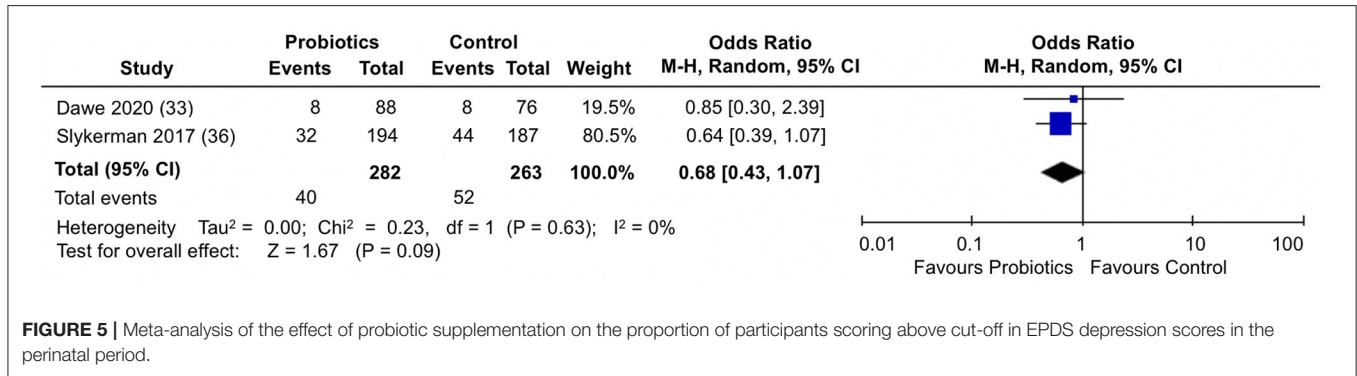 Probiotics Control Odds Ratio Odds Ratio
Study Events Total Events Total Weight M-H, Random, 95% CI M-H, Random, 95% CI
Dawe 2020 (33) 8 88 8 76 19.5% 0.85 [0.30, 2.39]
Slykerman 2017 (36) 32 194 44 187 80.5% 0.64 [0.39, 1.07]
Total (95% CI) 282 263 100.0% 0.68 [0.43, 1.07]
Total events 40 52
Heterogeneity Tau² = 0.00; Chi² = 0.23, df = 1 (P = 0.63); I² = 0%
Test for overall effect: Z = 1.67 (P = 0.09)
0.01 0.1 1 10 100
Favours Probiotics Favours Control
FIGURE 5 | Meta-analysis of the effect of probiotic supplementation on the proportion of participants scoring above cut-off in EPDS depression scores in the
perinatal period.